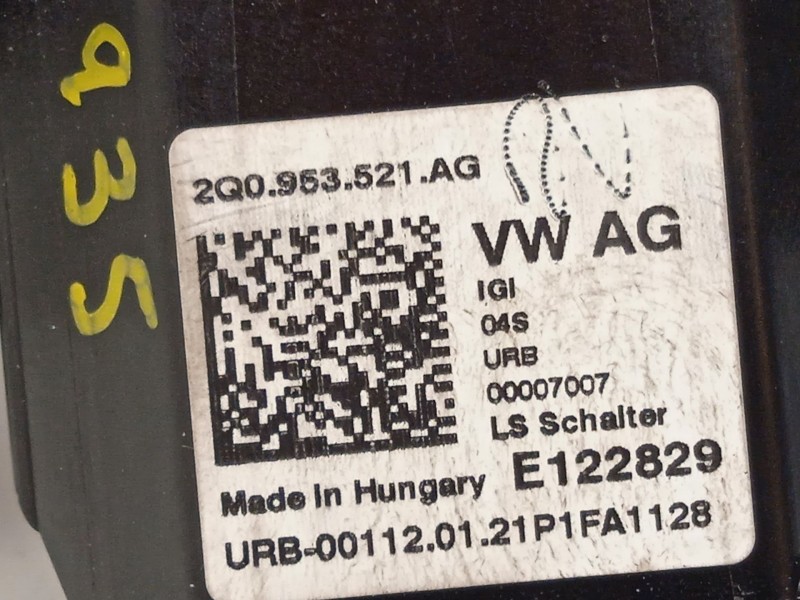 935
2Q0.953.521.AG
VW AG
IGI
04S
URB
00007007
LS Schalter
E122829
Made in Hungary
URB-00112.01.21P1FA1128